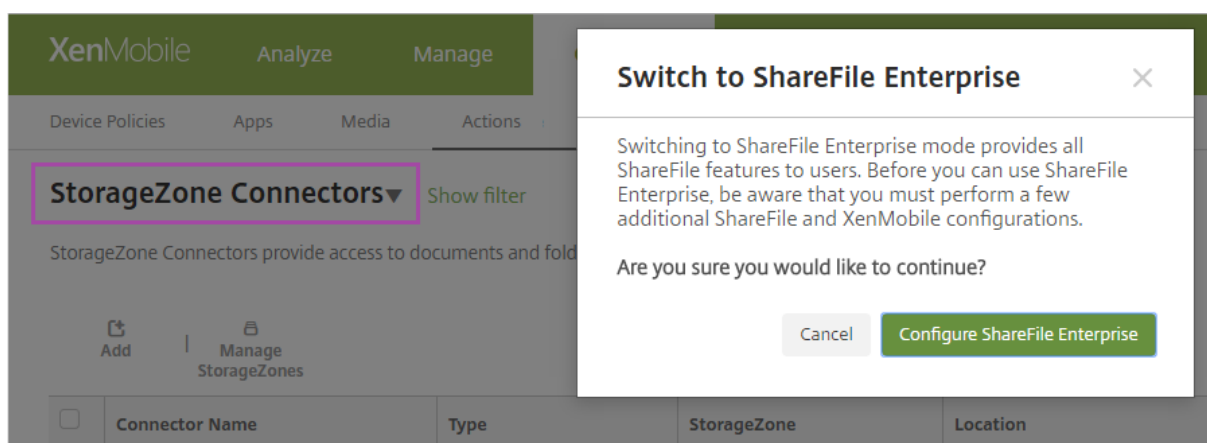 XenMobile Analyze Manage
Device Policies Apps Media Actions
StorageZone Connectors Show filter
StorageZone Connectors provide access to documents and fold
Add Manage
StorageZones
Connector Name Type StorageZone Location
Switch to ShareFile Enterprise
Switching to ShareFile Enterprise mode provides all
ShareFile features to users. Before you can use ShareFile
Enterprise, be aware that you must perform a few
additional ShareFile and XenMobile configurations.
Are you sure you would like to continue?
Cancel Configure ShareFile Enterprise